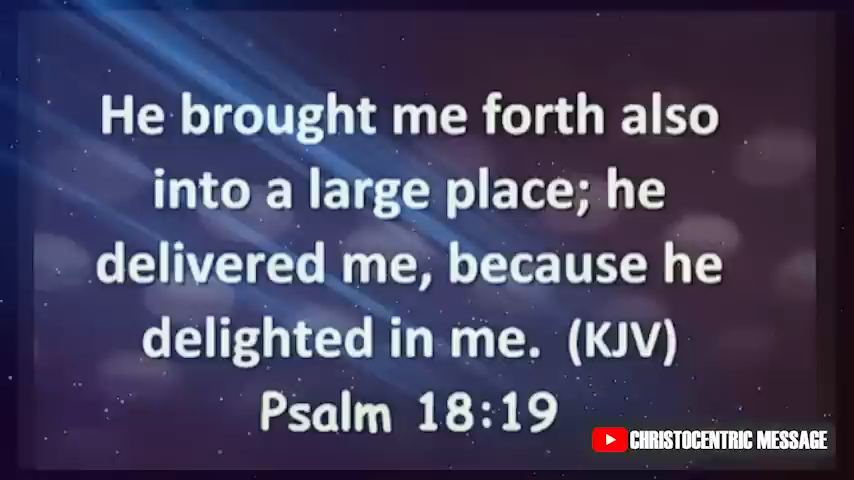 He brought me forth also
into a large place; he
delivered me, because he
delighted in me. (KJV)
Psalm 18:19
CHRISTOCENTRIC MESSAGE